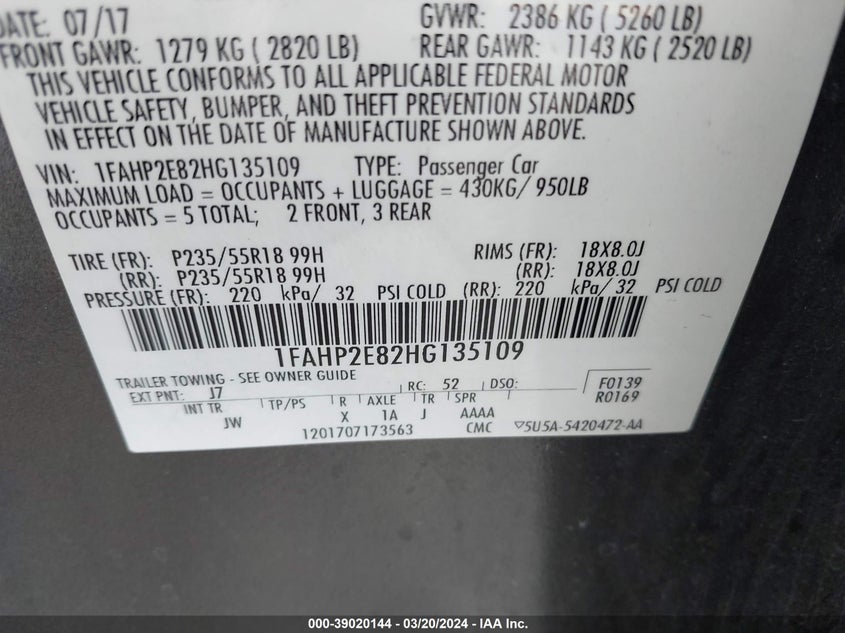 DATE: 07/17 GVWR: 2386 KG ( 5260 LB)
FRONT GAWR: 1279 KG ( 2820 LB) REAR GAWR: 1143 KG ( 2520 LB)
THIS VEHICLE CONFORMS TO ALL APPLICABLE FEDERAL MOTOR
VEHICLE SAFETY, BUMPER, AND THEFT PREVENTION STANDARDS
IN EFFECT ON THE DATE OF MANUFACTURE SHOWN ABOVE.
VIN: 1FAHP2E82HG135109 TYPE: Passenger Car
MAXIMUM LOAD = OCCUPANTS + LUGGAGE = 430KG/ 950LB
OCCUPANTS = 5 TOTAL; 2 FRONT, 3 REAR
TIRE (FR): P235/55R18 99H RIMS (FR): 18X8.0J
(RR): P235/55R18 99H (RR): 18X8.0J
PRESSURE (FR): 220 kPa/ 32 PSI COLD (RR): 220 kPa/ 32 PSI COLD
1FAHP2E82HG135109
TRAILER TOWING - SEE OWNER GUIDE
EXT PNT: J7 RC: 52 DSO: F0139
R0169
INT TR TP/PS R AXLE TR SPR
JW X 1A J AAAA
1201707173563 CMC ▽5U5A-5420472-AA
000-39020144 - 03/20/2024 - IAA Inc.